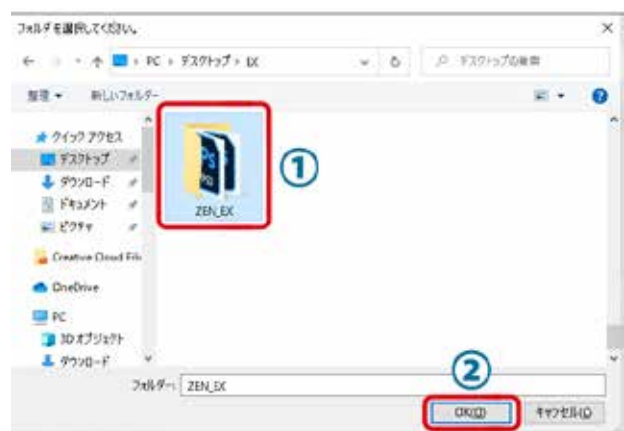 フォルダを選択してください。
PC › デスクトップ › EX
デスクトップの検索
整理
新しいフォルダー
クイック アクセス
デスクトップ
ダウンロード
ドキュメント
ピクチャ
Creative Cloud File
OneDrive
PC
3D オブジェクト
ダウンロード
PS
ZEN_EX
①
フォルダー:
ZEN_EX
②
OK(O)
キャンセル(C)